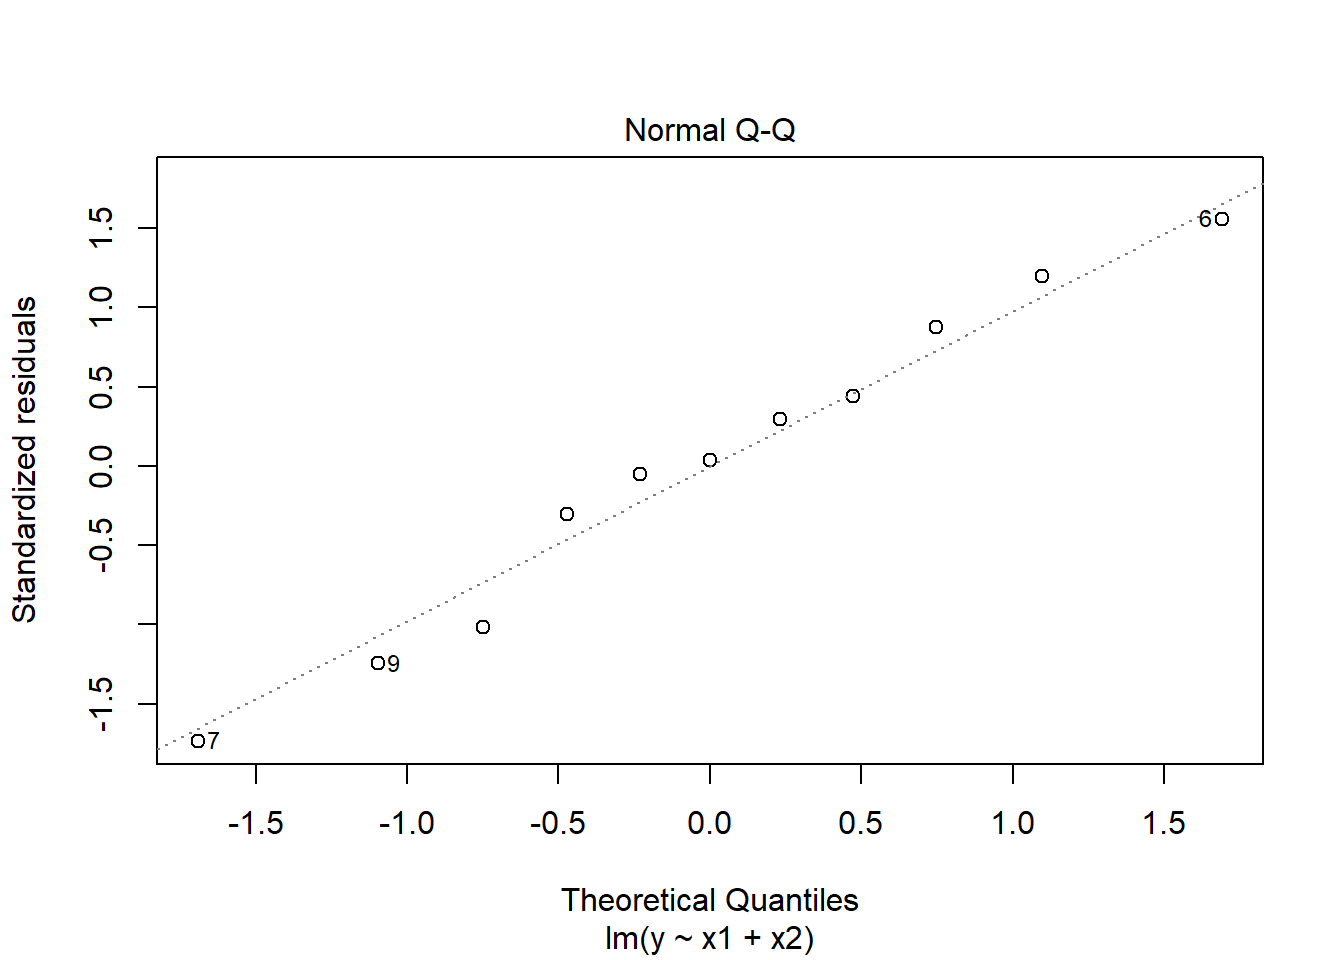 Normal Q-Q
Standardized residuals
1.5
1.0
0.5
0.0
-0.5
-1.5
6
9
7
-1.5 -1.0 -0.5 0.0 0.5 1.0 1.5
Theoretical Quantiles
lm(y ~ x1 + x2)